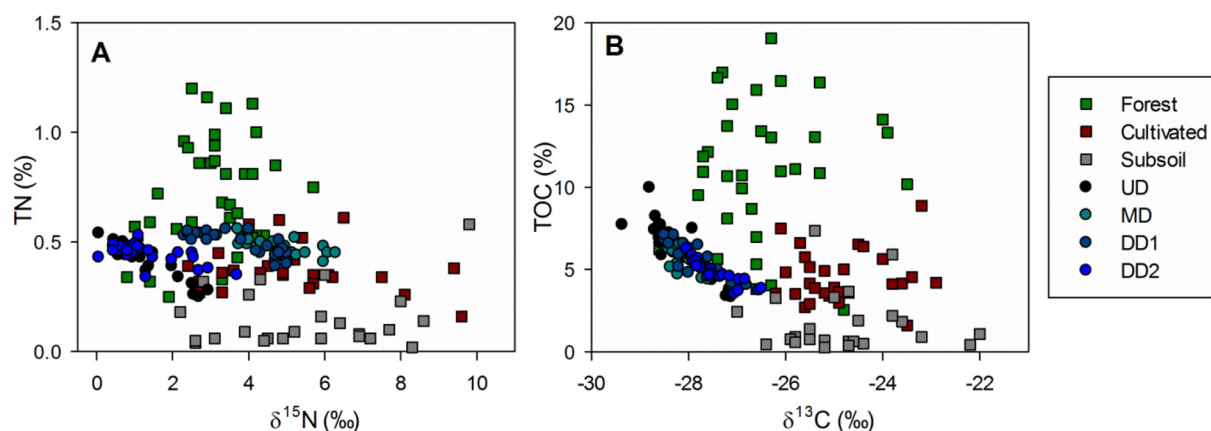 A
TN (%)
1.5
1.0
0.5
0.0
0 2 4 6 8 10
δ¹⁵N (‰)
B
TOC (%)
20
15
10
5
0
-30 -28 -26 -24 -22
δ¹³C (‰)
Forest
Cultivated
Subsoil
UD
MD
DD1
DD2